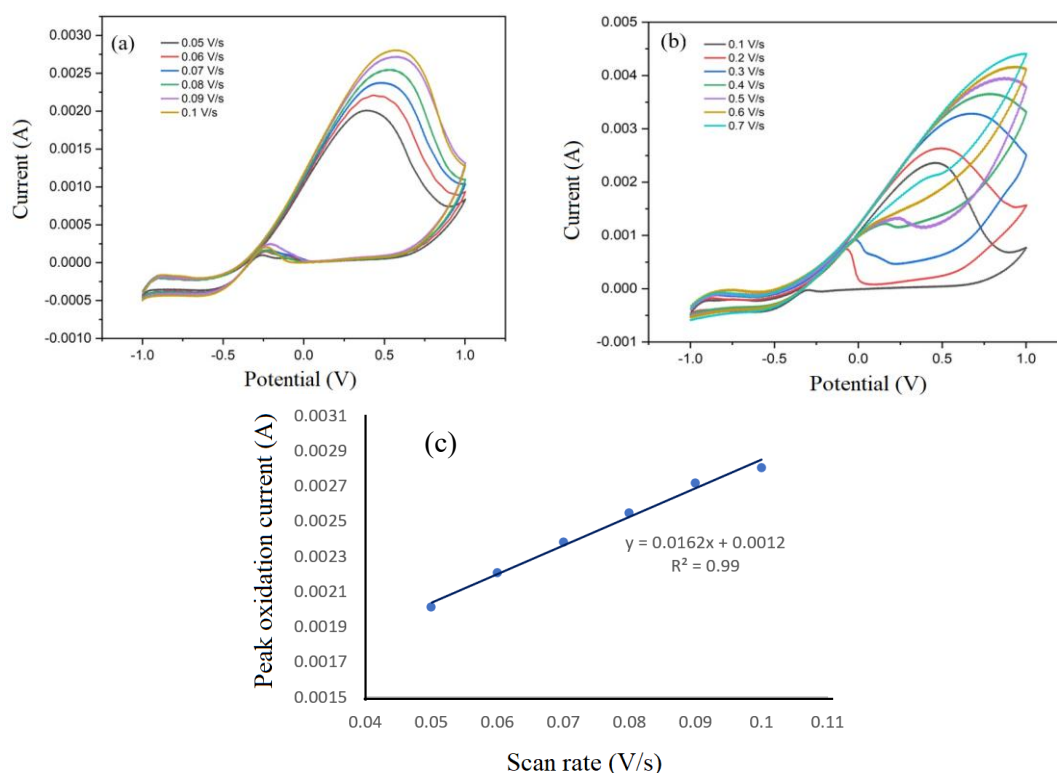 (a)
0.05 V/s
0.06 V/s
0.07 V/s
0.08 V/s
0.09 V/s
0.1 V/s
Current (A)
0.0030
0.0025
0.0020
0.0015
0.0010
0.0005
0.0000
-0.0005
-0.0010
-1.0 -0.5 0.0 0.5 1.0
Potential (V)
(b)
0.1 V/s
0.2 V/s
0.3 V/s
0.4 V/s
0.5 V/s
0.6 V/s
0.7 V/s
Current (A)
0.005
0.004
0.003
0.002
0.001
0.000
-0.001
-1.0 -0.5 0.0 0.5 1.0
Potential (V)
(c)
Peak oxidation current (A)
0.0031
0.0029
0.0027
0.0025
0.0023
0.0021
0.0019
0.0017
0.0015
y = 0.0162x + 0.0012
R² = 0.99
0.04 0.05 0.06 0.07 0.08 0.09 0.1 0.11
Scan rate (V/s)